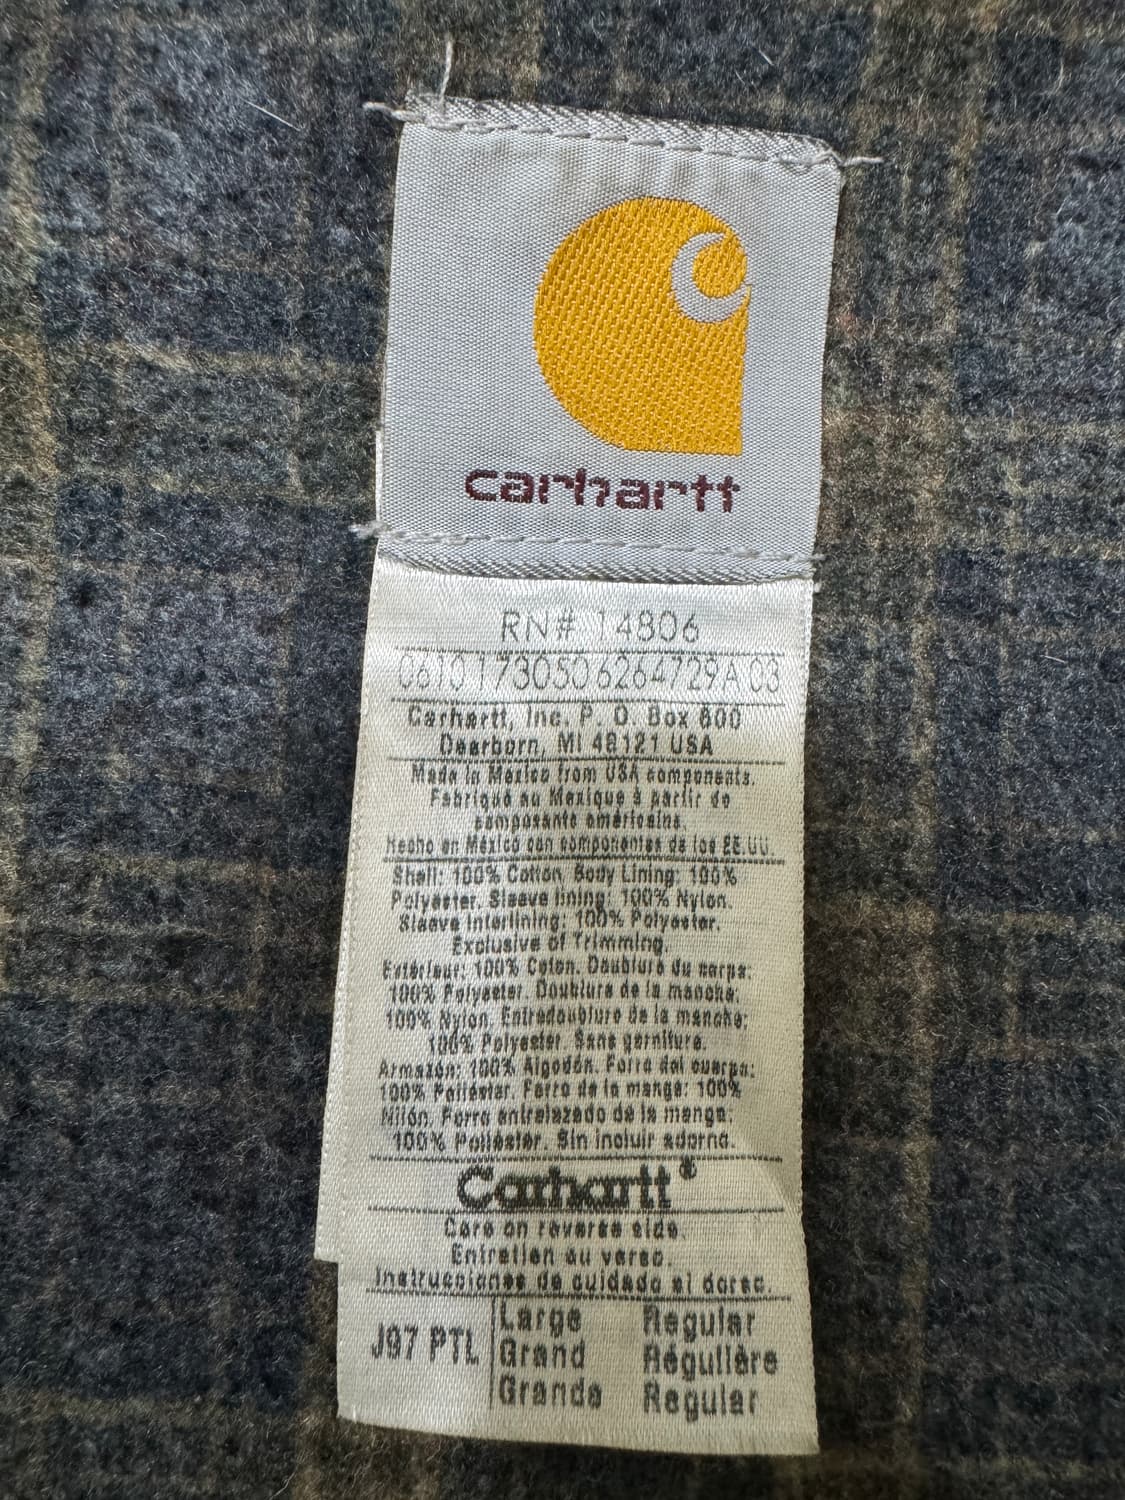 carhartt
RN# 14806
0610 173050 6264729A 03
Carhartt, Inc. P. O. Box 600
Dearborn, MI 48121 USA
Made in Mexico from USA components.
Fabriqué au Mexique à partir de
composants américains.
Hecho en México con componentes de los EE.UU.
Shell: 100% Cotton. Body Lining: 100%
Polyester. Sleeve lining: 100% Nylon.
Sleeve interlining: 100% Polyester.
Exclusive of Trimming.
Extérieur: 100% Coton. Doublure du corps:
100% Polyester. Doublure de la manche:
100% Nylon. Entredoublure de la manche:
100% Polyester. Sans garniture.
Armazón: 100% Algodón. Forro del cuerpo:
100% Poliéster. Forro de la manga: 100%
Nilón. Forro entrelazado de la manga:
100% Poliéster. Sin incluir adorno.
Carhartt®
Care on reverse side.
Entretien au verso.
Instrucciones de cuidado al dorso.
J97 PTL
Large Regular
Grand Régulière
Grande Regular